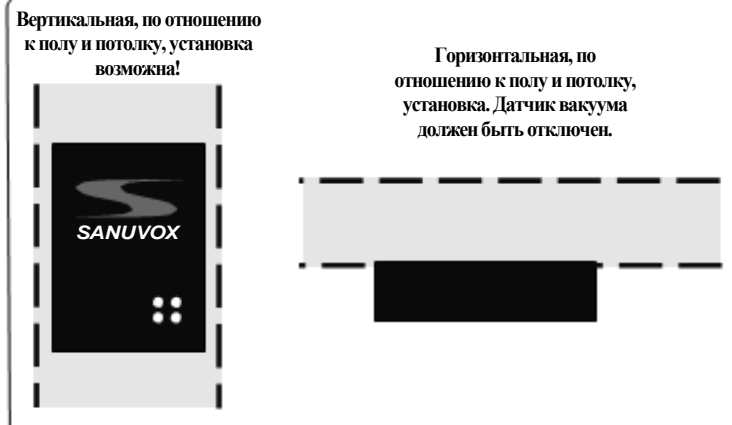 Вертикальная, по отношению
к полу и потолку, установка
возможна!
Горизонтальная, по
отношению к полу и потолку,
установка. Датчик вакуума
должен быть отключен.
SANUVOX